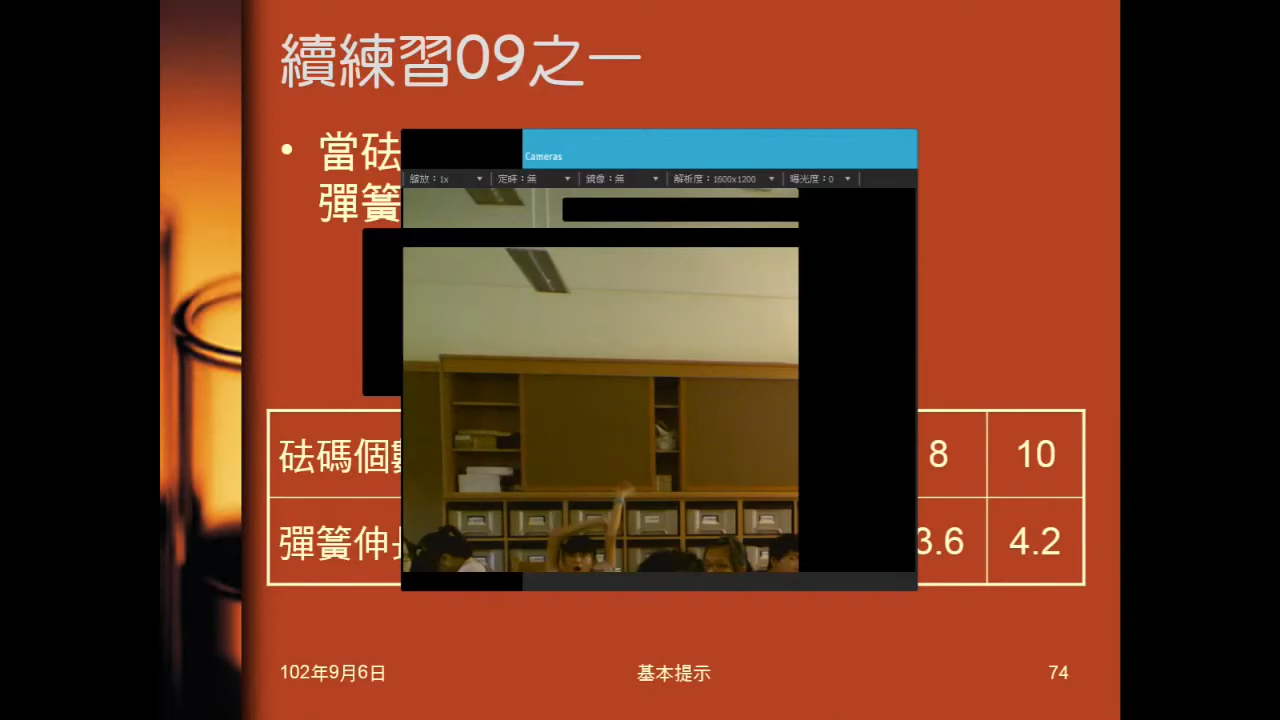 續練習09之一
• 當砝
彈簧
Cameras
縮放：1x 定時：無 鏡像：無 解析度：1600x1200 曝光度：0
砝碼個 8 10
彈簧伸 3.6 4.2
102年9月6日 基本提示 74